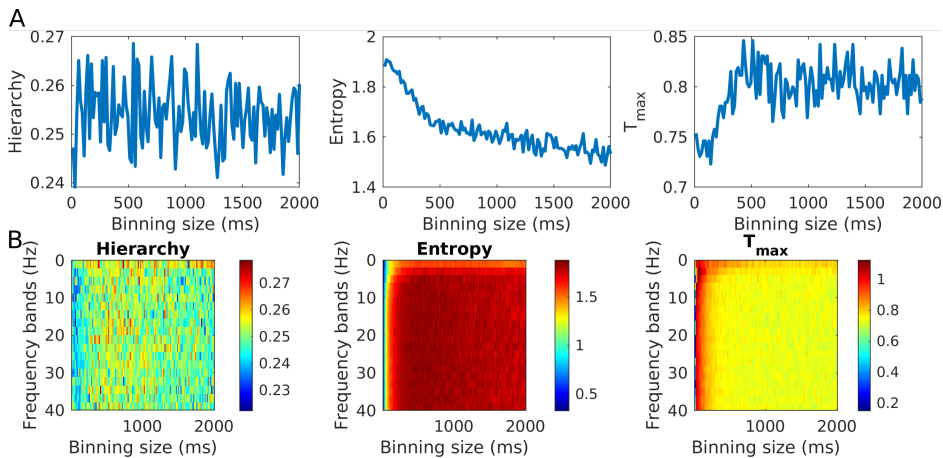 A
0.27
0.26
0.25
0.24
Hierarchy
0 500 1000 1500 2000
Binning size (ms)
2
1.8
1.6
1.4
Entropy
0 500 1000 1500 2000
Binning size (ms)
0.85
0.8
0.75
0.7
Tmax
0 500 1000 1500 2000
Binning size (ms)
B
Hierarchy
Frequency bands (Hz)
0
10
20
30
40
1000 2000
Binning size (ms)
0.27
0.26
0.25
0.24
0.23
Entropy
Frequency bands (Hz)
0
10
20
30
40
1000 2000
Binning size (ms)
1.5
1
0.5
Tmax
Frequency bands (Hz)
0
10
20
30
40
1000 2000
Binning size (ms)
1
0.8
0.6
0.4
0.2